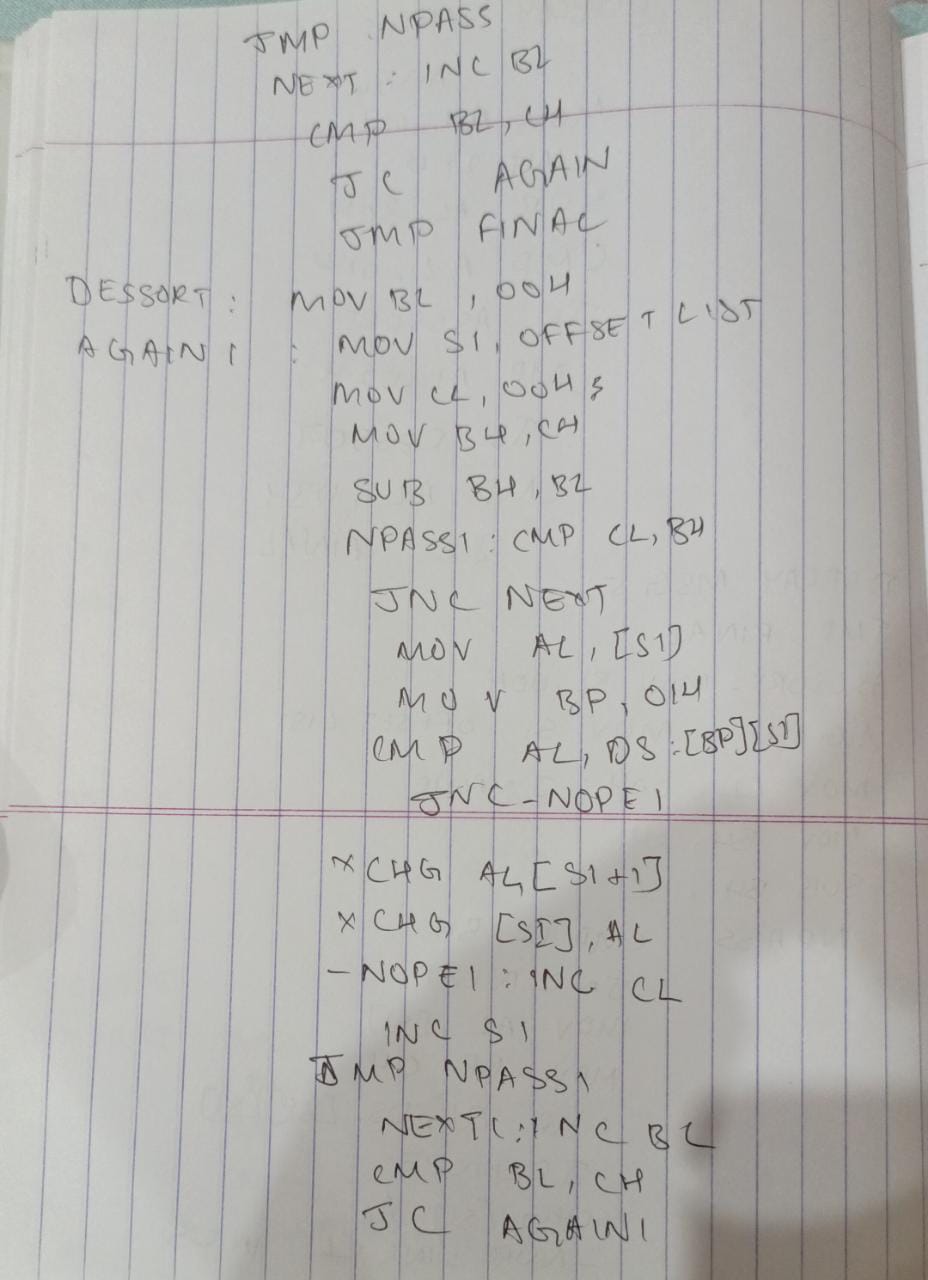 JMP NPASS
NEXT : INC BL
CMP BL, CH
JC AGAIN
JMP FINAL
DESSORT : MOV BL , 00H
AGAIN1 : MOV SI, OFFSET LIST
MOV CL, 00H ;
MOV BH, CH
SUB BH, BL
NPASS1 : CMP CL, BH
JNC NEXT
MOV AL, [SI]
MOV BP, 01H
CMP AL, DS:[BP][SI]
JNC -NOPE1
XCHG AL, [SI+1]
XCHG [SI], AL
-NOPE1 : INC CL
INC SI
JMP NPASS1
NEXT1 : INC BL
CMP BL, CH
JC AGAIN1